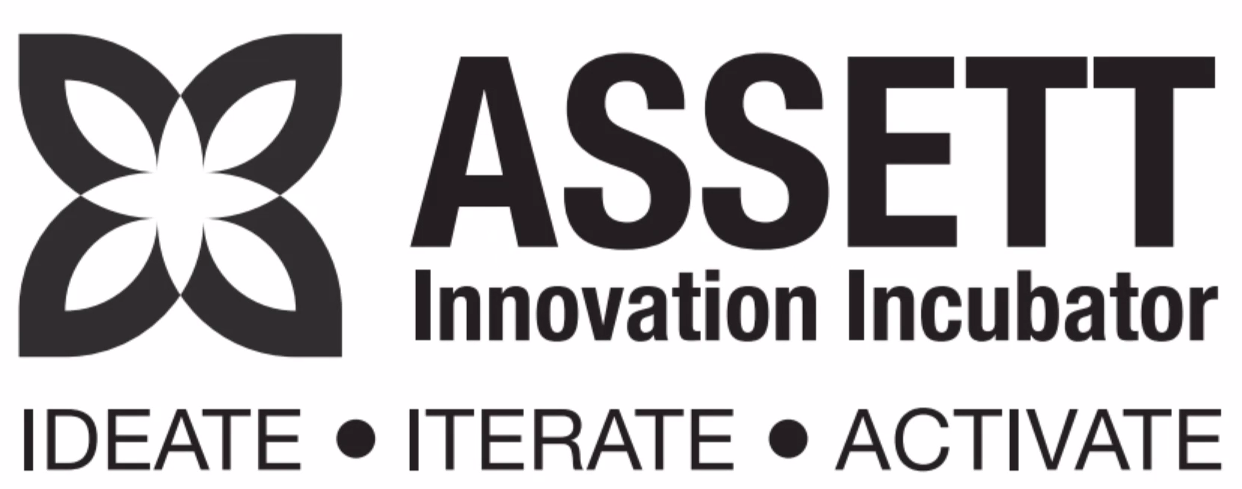 ASSETT
Innovation Incubator
IDEATE • ITERATE • ACTIVATE